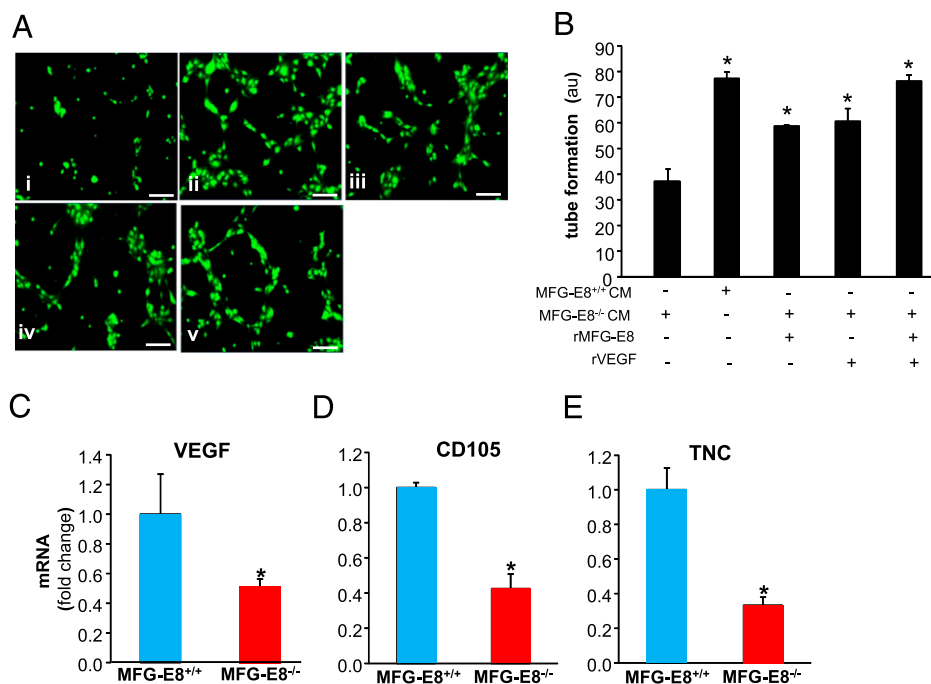 A
i
ii
iii
iv
v
B
tube formation (au)
90
80
70
60
50
40
30
20
10
0
* * * *
MFG-E8+/+ CM - + - - -
MFG-E8-/- CM + - + + +
rMFG-E8 - - + - +
rVEGF - - - + +
C
VEGF
mRNA
(fold change)
1.4
1.2
1.0
0.8
0.6
0.4
0.2
0.0
*
MFG-E8+/+ MFG-E8-/-
D
CD105
1.2
1.0
0.8
0.6
0.4
0.2
0.0
*
MFG-E8+/+ MFG-E8-/-
E
TNC
1.2
1.0
0.8
0.6
0.4
0.2
0.0
*
MFG-E8+/+ MFG-E8-/-